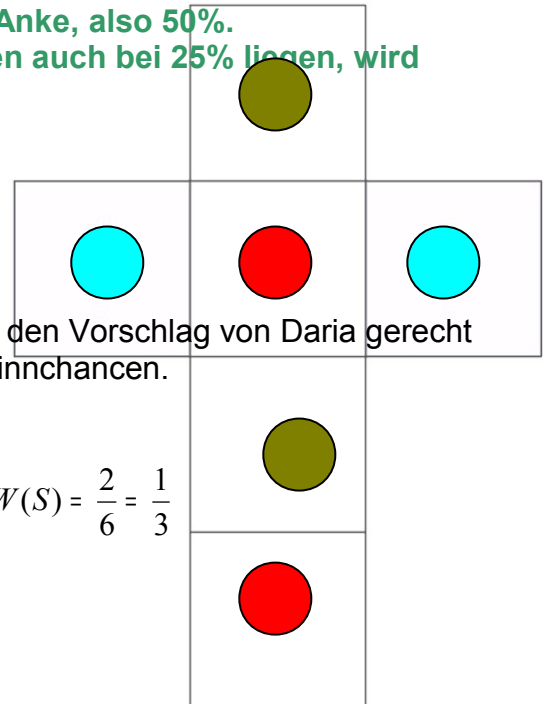 Anke, also 50%.
en auch bei 25% liegen, wird
den Vorschlag von Daria gerecht
innchancen.
W(S) = 2/6 = 1/3